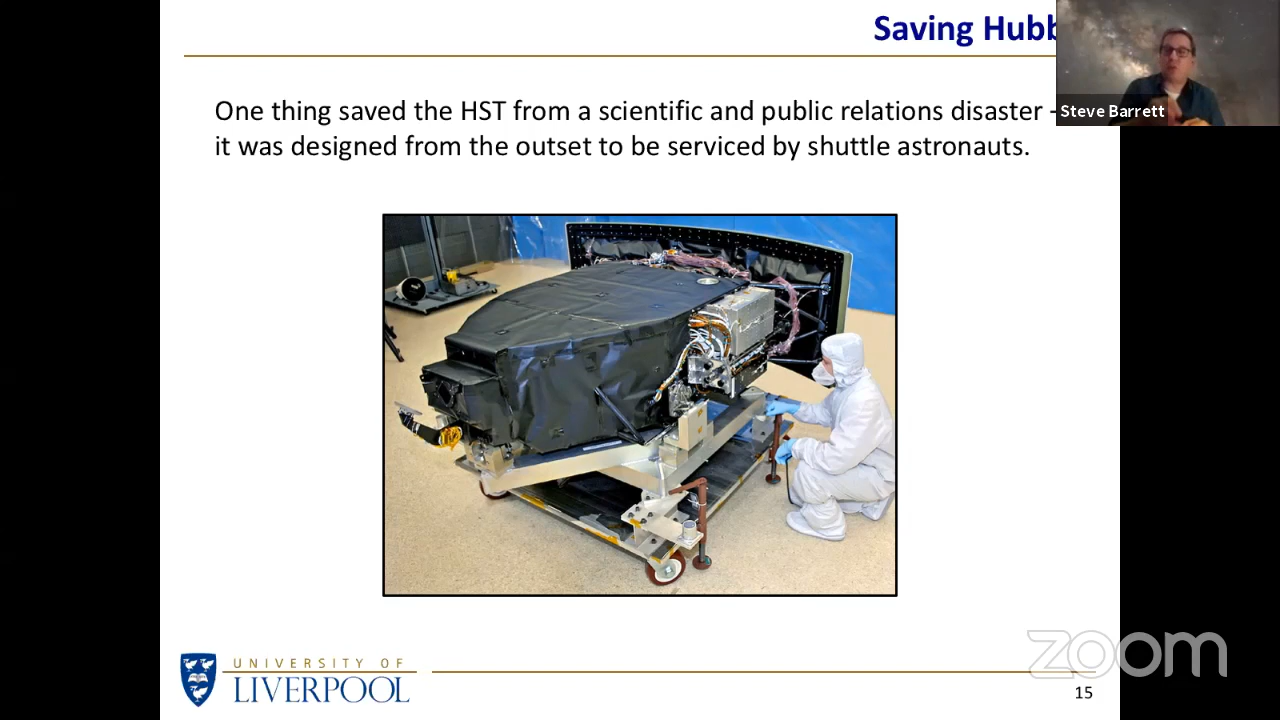 Saving Hubb
Steve Barrett
One thing saved the HST from a scientific and public relations disaster -
it was designed from the outset to be serviced by shuttle astronauts.
UNIVERSITY OF
LIVERPOOL
zoom
15